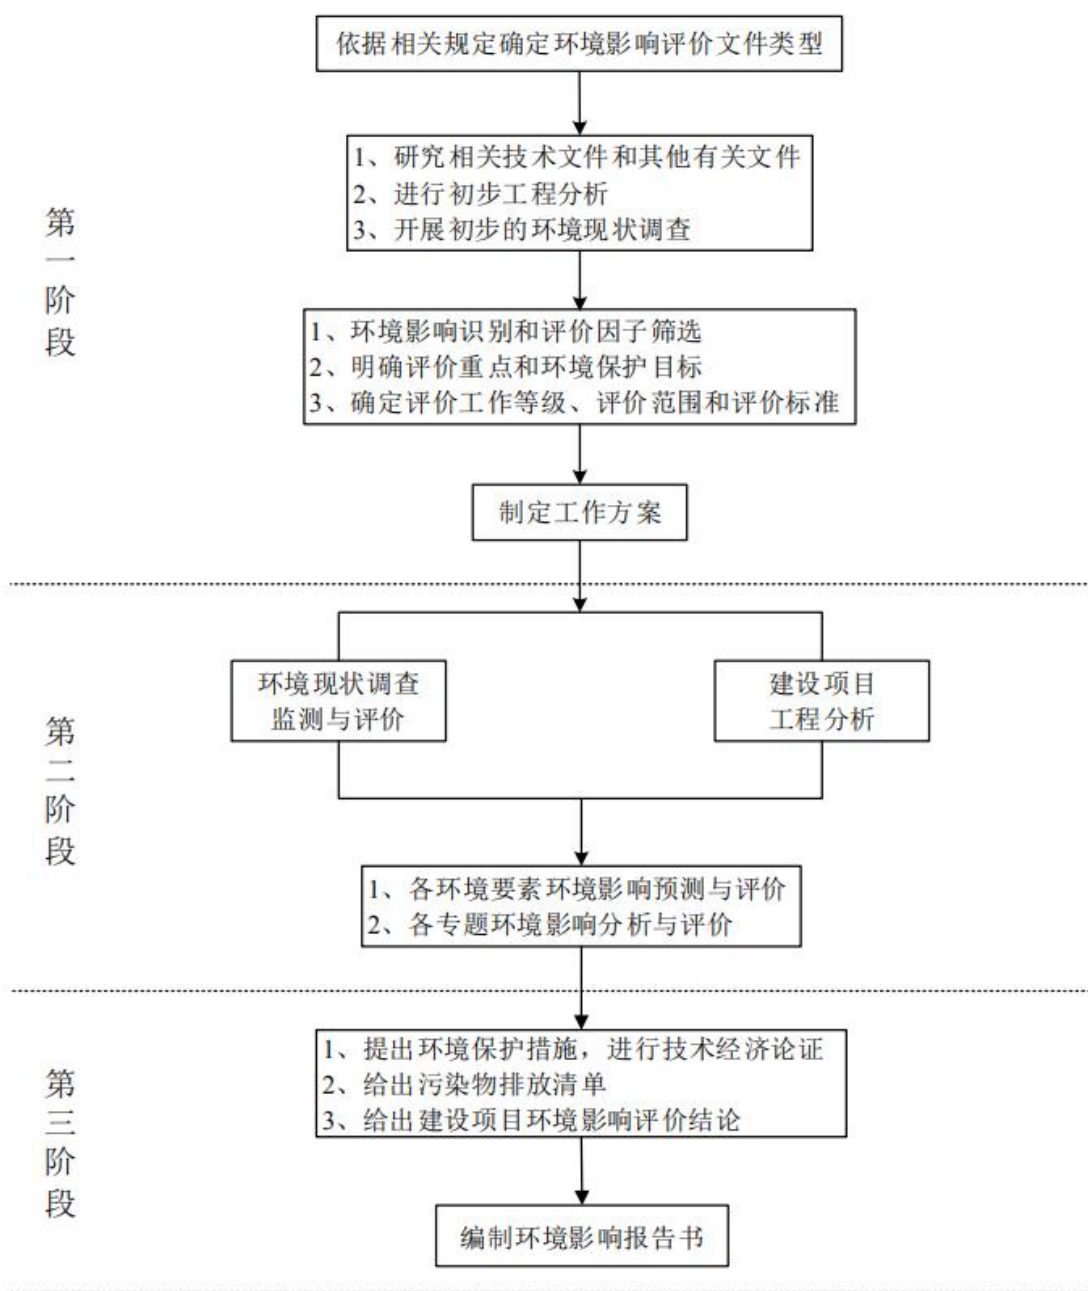 依据相关规定确定环境影响评价文件类型
1、研究相关技术文件和其他有关文件
2、进行初步工程分析
3、开展初步的环境现状调查
第一阶段
1、环境影响识别和评价因子筛选
2、明确评价重点和环境保护目标
3、确定评价工作等级、评价范围和评价标准
制定工作方案
环境现状调查
监测与评价
建设项目
工程分析
第二阶段
1、各环境要素环境影响预测与评价
2、各专题环境影响分析与评价
1、提出环境保护措施，进行技术经济论证
2、给出污染物排放清单
3、给出建设项目环境影响评价结论
第三阶段
编制环境影响报告书